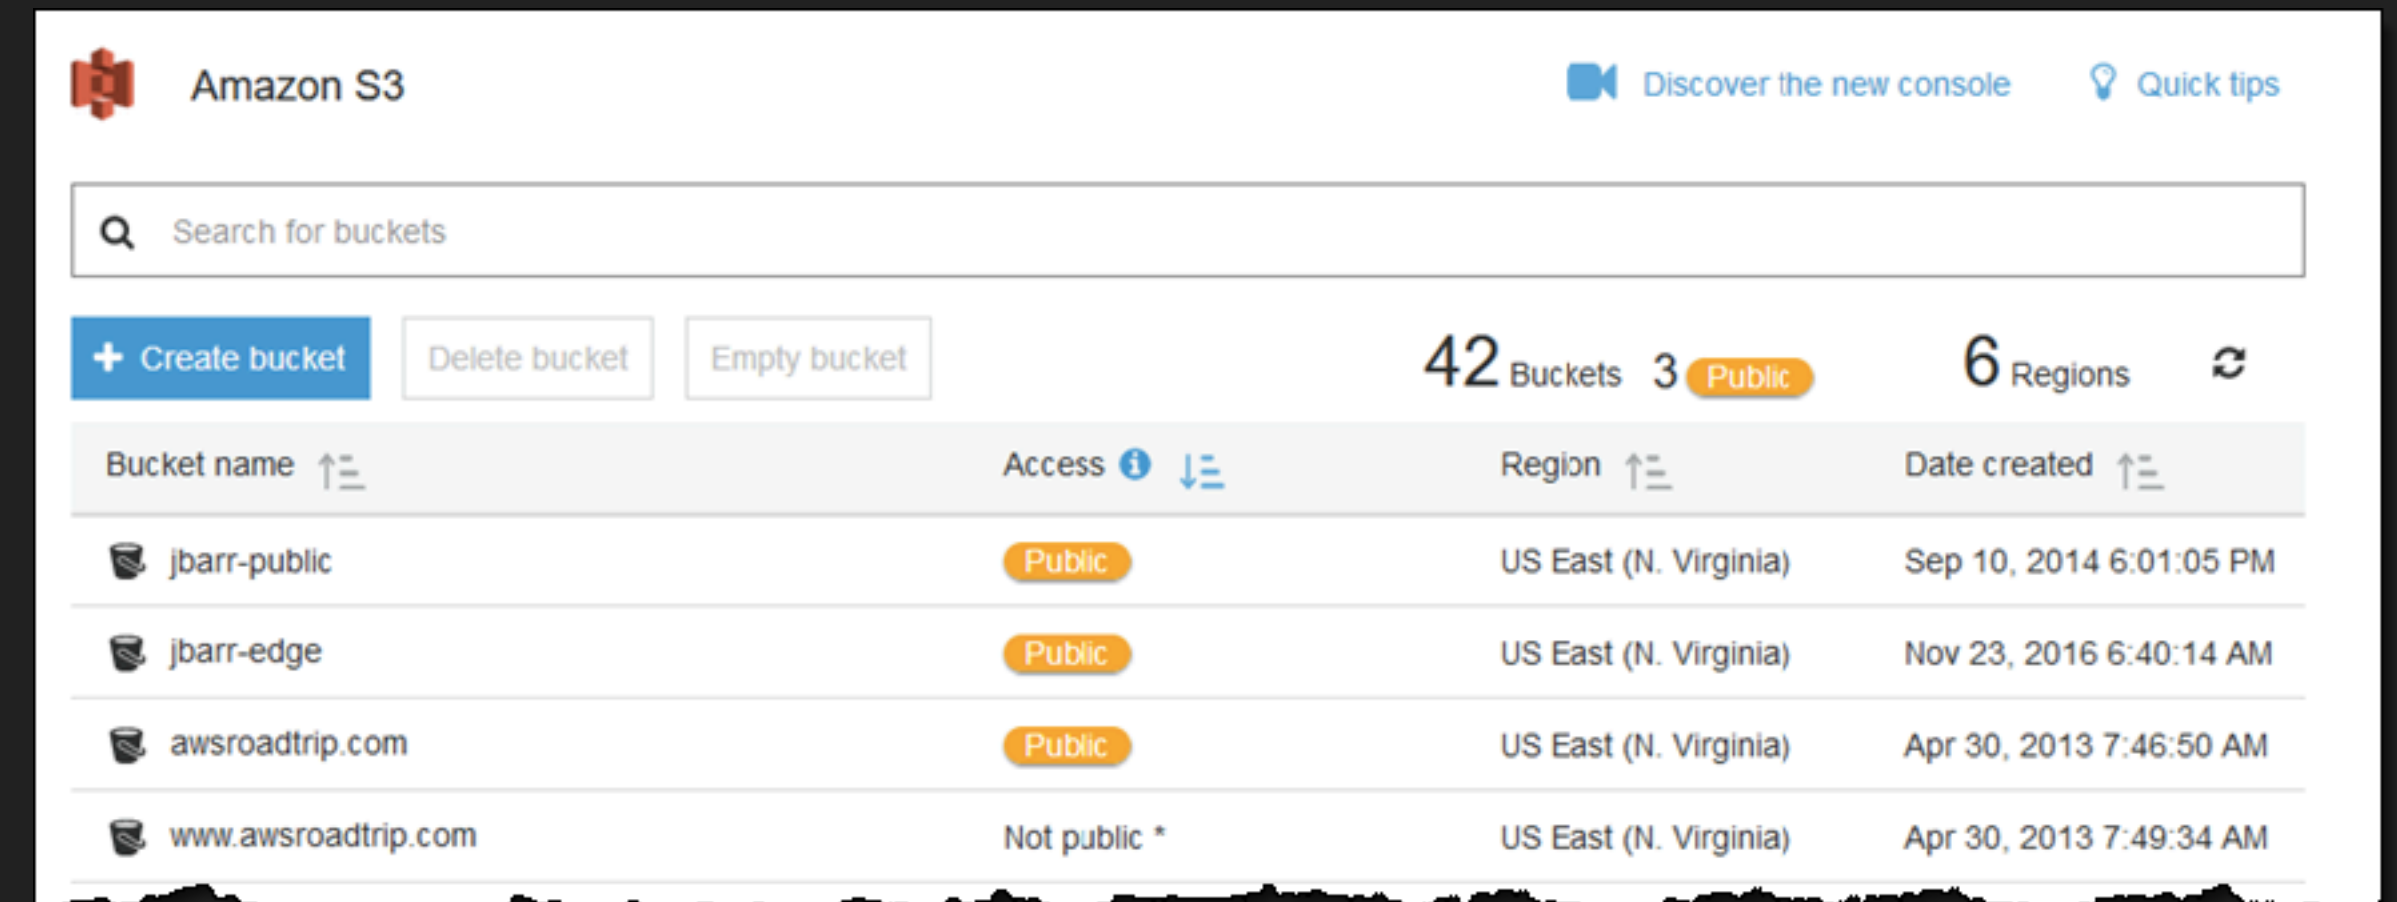 Amazon S3 Discover the new console Quick tips
Search for buckets
Create bucket Delete bucket Empty bucket 42 Buckets 3 Public 6 Regions
Bucket name Access Region Date created
jbarr-public Public US East (N. Virginia) Sep 10, 2014 6:01:05 PM
jbarr-edge Public US East (N. Virginia) Nov 23, 2016 6:40:14 AM
awsroadtrip.com Public US East (N. Virginia) Apr 30, 2013 7:46:50 AM
www.awsroadtrip.com Not public * US East (N. Virginia) Apr 30, 2013 7:49:34 AM